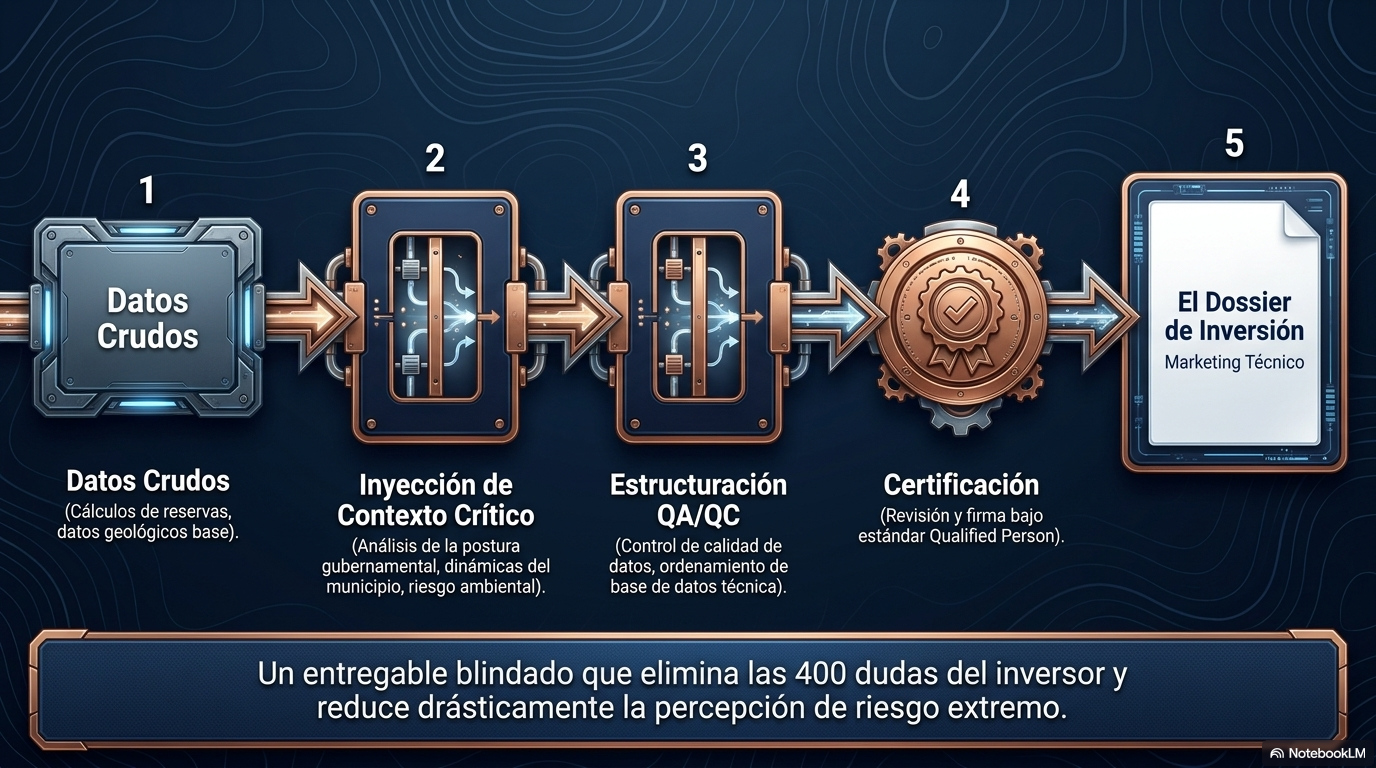 1
2
3
4
5
Datos
Crudos
El Dossier
de Inversión
Marketing Técnico
Datos Crudos
(Cálculos de reservas,
datos geológicos base).
Inyección de
Contexto Crítico
(Análisis de la postura
gubernamental, dinámicas del
municipio, riesgo ambiental).
Estructuración
QA/QC
(Control de calidad de
datos, ordenamiento de
base de datos técnica).
Certificación
(Revisión y firma bajo
estándar Qualified Person).
Un entregable blindado que elimina las 400 dudas del inversor y
reduce drásticamente la percepción de riesgo extremo.
NotebookLM